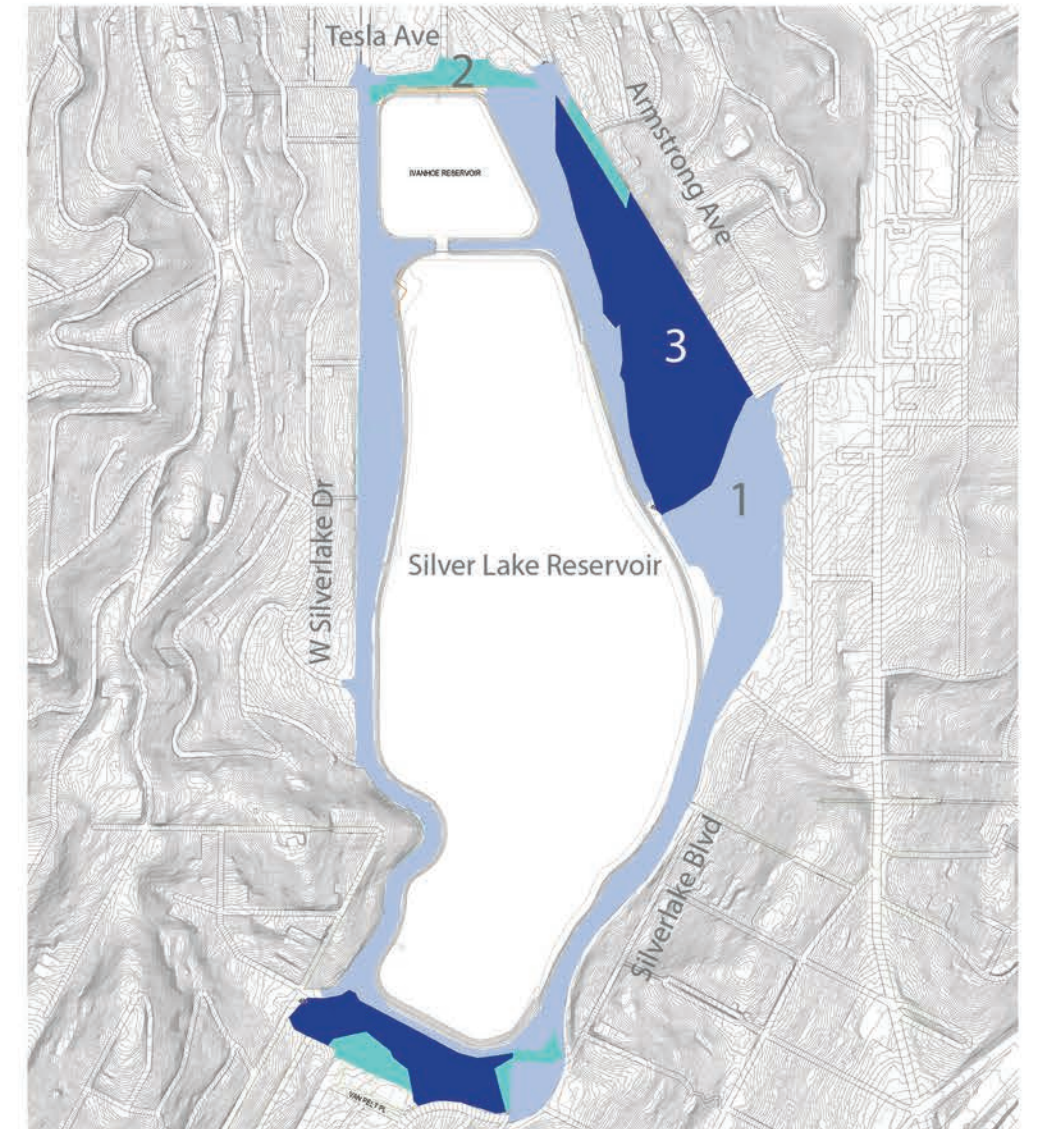 Tesla Ave
2
Armstrong Ave
IVANHOE RESERVOIR
3
1
W Silverlake Dr
Silver Lake Reservoir
Silverlake Blvd
VAN PELT PL